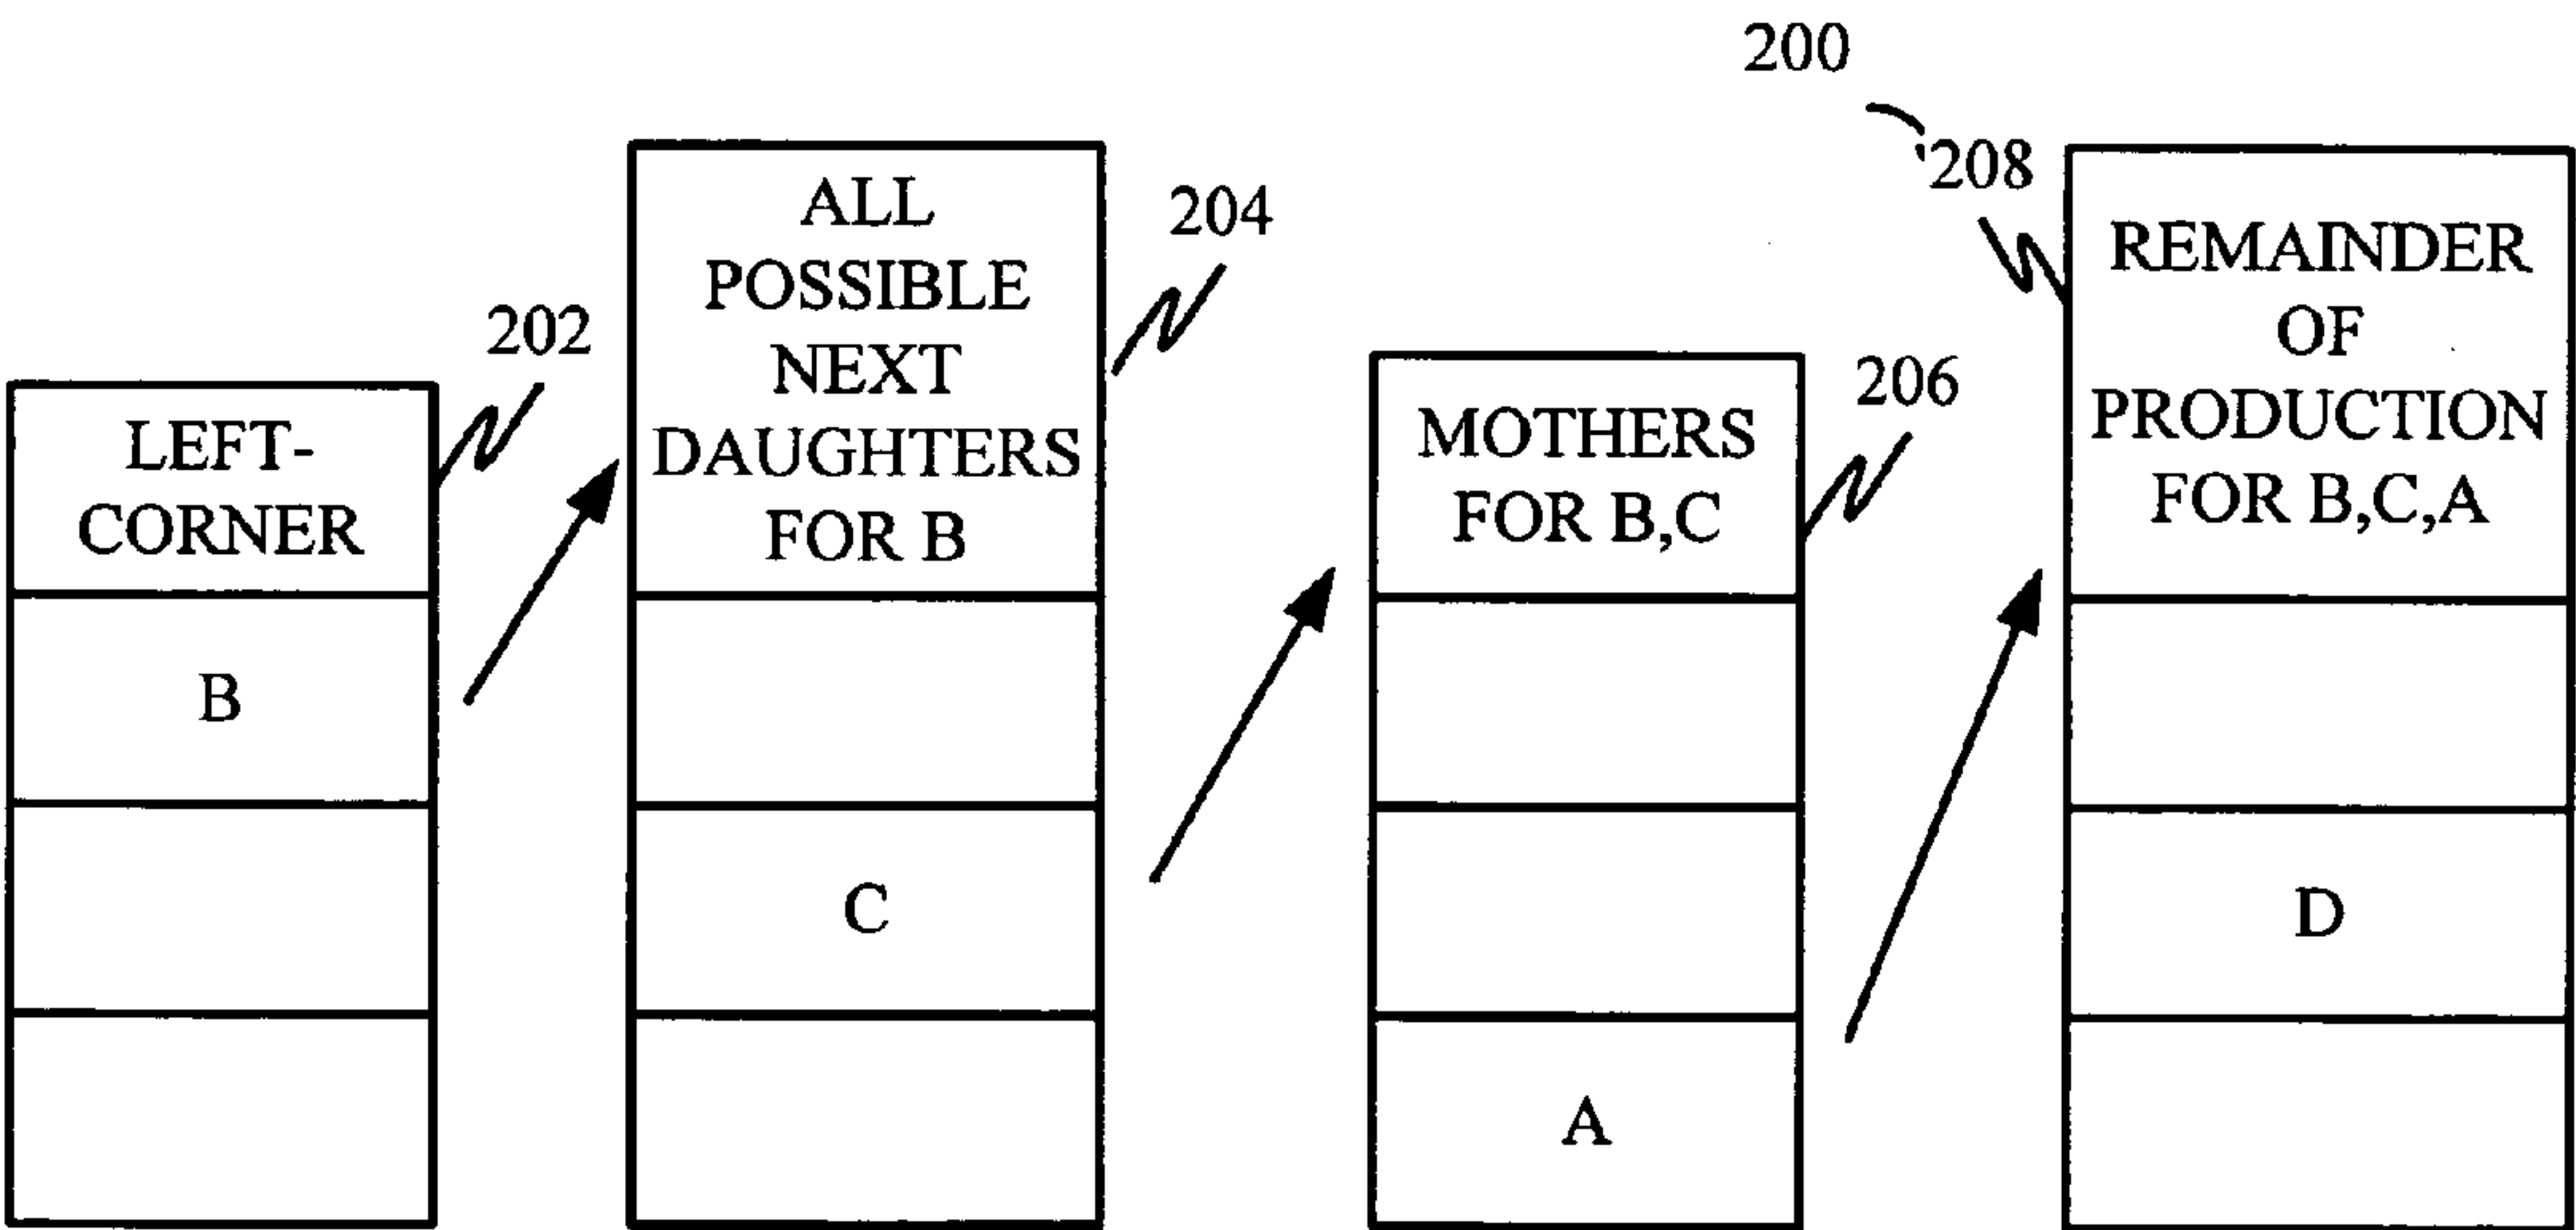 200
202
LEFT-
CORNER
B
204
ALL
POSSIBLE
NEXT
DAUGHTERS
FOR B
C
206
MOTHERS
FOR B,C
A
208
REMAINDER
OF
PRODUCTION
FOR B,C,A
D